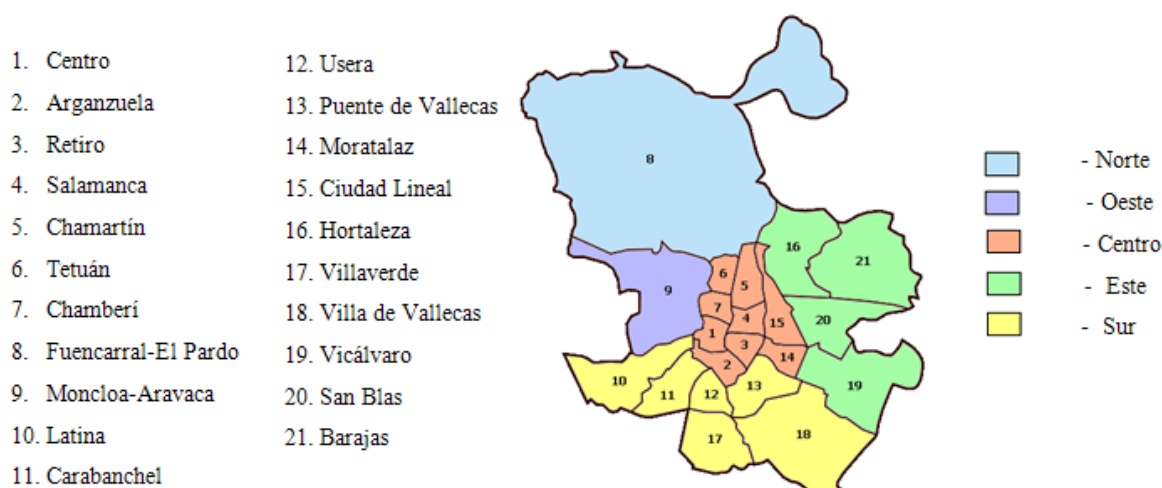 1. Centro
2. Arganzuela
3. Retiro
4. Salamanca
5. Chamartín
6. Tetuán
7. Chamberí
8. Fuencarral-El Pardo
9. Moncloa-Aravaca
10. Latina
11. Carabanchel
12. Usera
13. Puente de Vallecas
14. Moratalaz
15. Ciudad Lineal
16. Hortaleza
17. Villaverde
18. Villa de Vallecas
19. Vicálvaro
20. San Blas
21. Barajas
8
16
21
9
6
5
7
4
15
20
1
3
14
2
10
11
12
13
19
17
18
- Norte
- Oeste
- Centro
- Este
- Sur